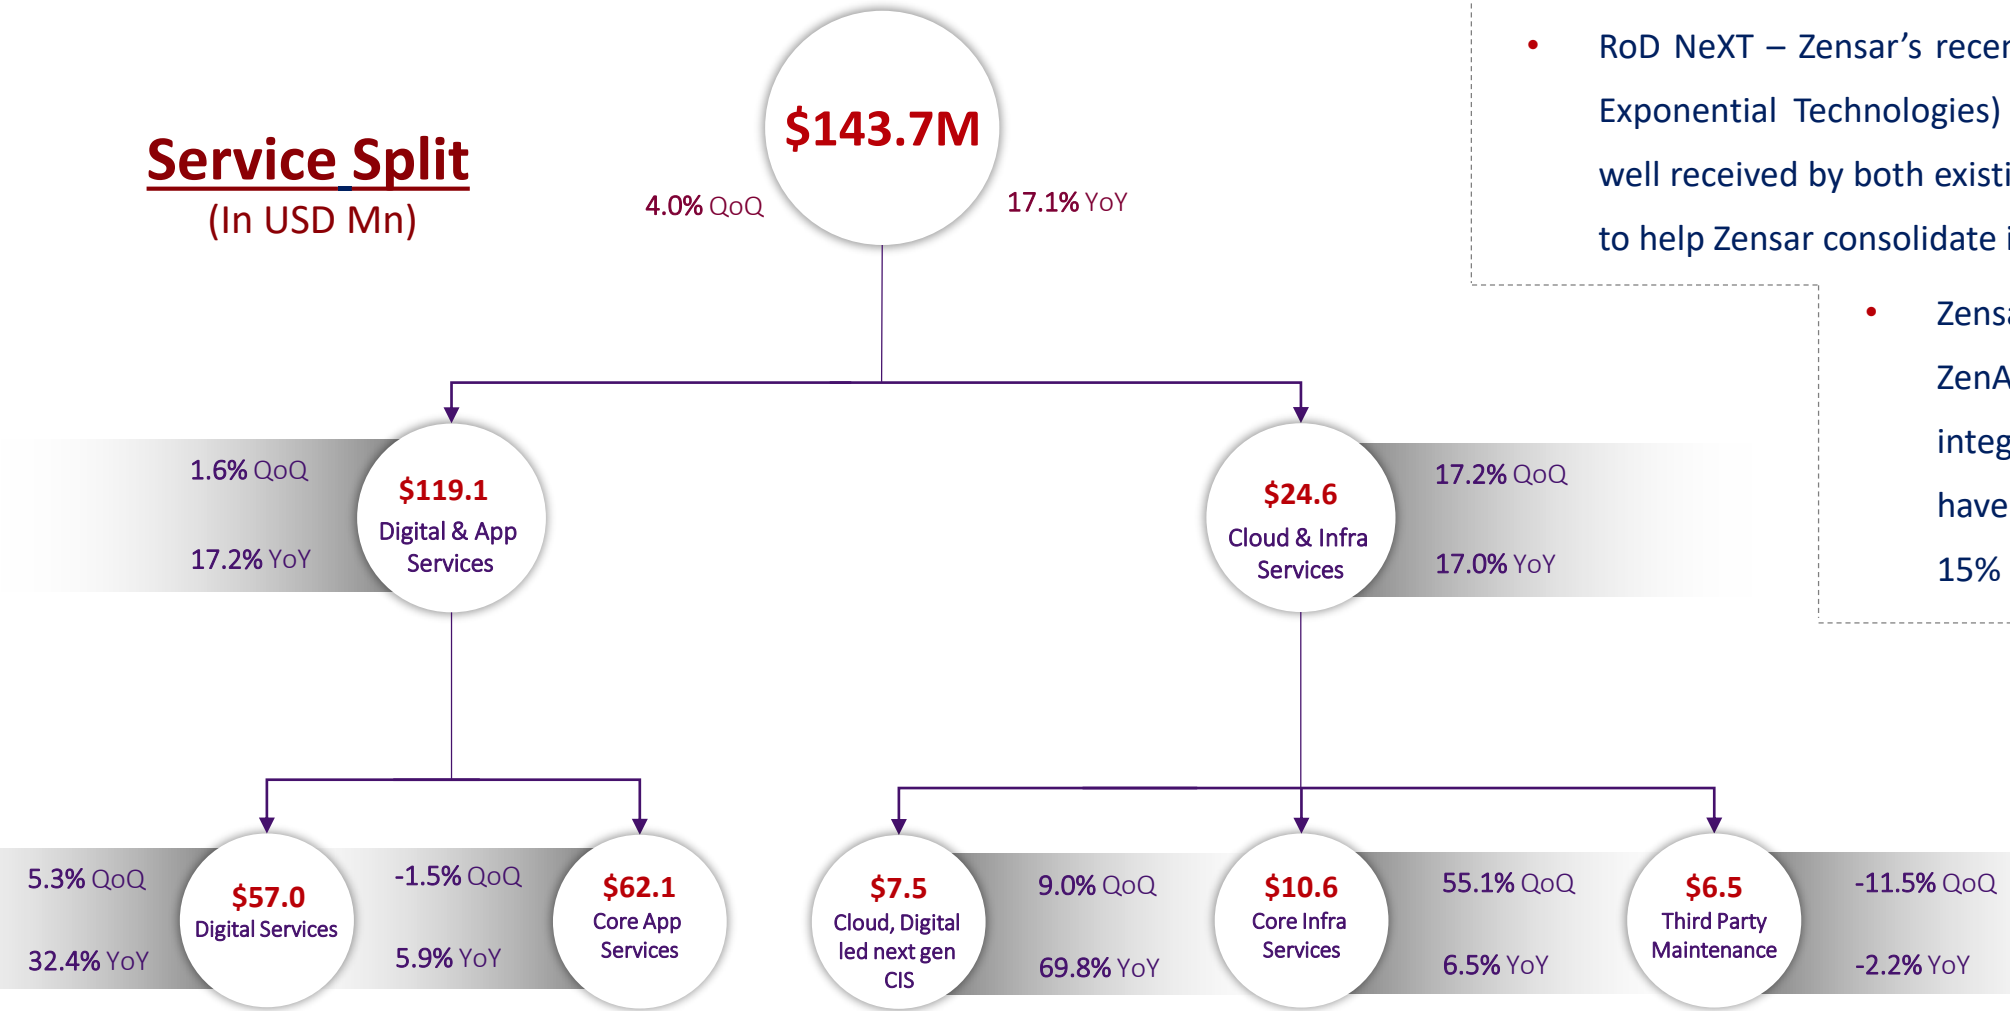 Service Split
(In USD Mn)
$143.7M
4.0% QoQ
17.1% YoY
• RoD NeXT – Zensar's
Exponential Technologies)
well received by both
to help Zensar consolidate
•
integ
have
15%
1.6% QoQ
17.2% YoY
$119.1
Digital & App
Services
$24.6
Cloud & Infra
Services
17.2% QoQ
17.0% YoY
5.3% QoQ
32.4% YoY
$57.0
Digital Services
-1.5% QoQ
5.9% YoY
$62.1
Core App
Services
$7.5
Cloud, Digital
led next gen
CIS
9.0% QoQ
69.8% YoY
$10.6
Core Infra
Services
55.1% QoQ
6.5% YoY
$6.5
Third Party
Maintenance
-11.5% QoQ
-2.2% YoY